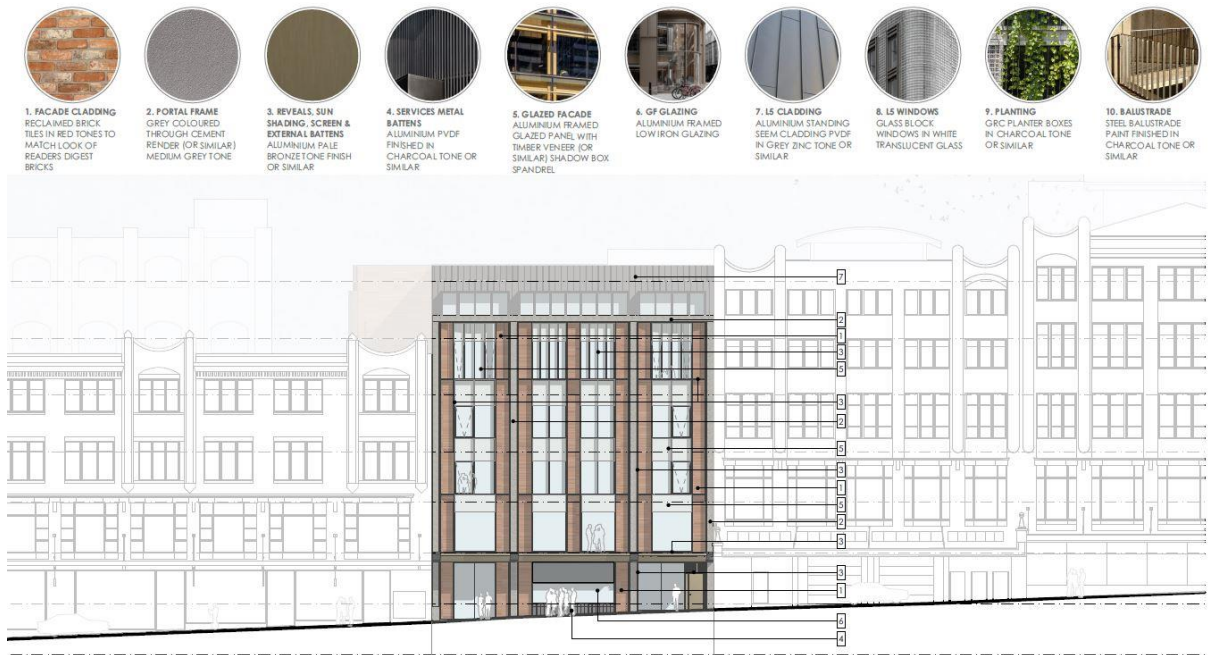 1. FACADE CLADDING
RECLAIMED BRICK
TILES IN RED TONES TO
MATCH LOOK OF
READERS DIGEST
BRICKS
2. PORTAL FRAME
GREY COLOURED
THROUGH CEMENT
RENDER (OR SIMILAR)
MEDIUM GREY TONE
3. REVEALS, SUN
SHADING, SCREEN &
EXTERNAL BATTENS
ALUMINIUM PALE
BRONZE TONE FINISH
OR SIMILAR
4. SERVICES METAL
BATTENS
ALUMINIUM PVDF
FINISHED IN
CHARCOAL TONE OR
SIMILAR
5. GLAZED FACADE
ALUMINIUM FRAMED
GLAZED PANEL WITH
TIMBER VENEER (OR
SIMILAR) SHADOW BOX
SPANDREL
6. GF GLAZING
ALUMINIUM FRAMED
LOW IRON GLAZING
7. L5 CLADDING
ALUMINIUM STANDING
SEEM CLADDING PVDF
IN GREY ZINC TONE OR
SIMILAR
8. L5 WINDOWS
GLASS BLOCK
WINDOWS IN WHITE
TRANSLUCENT GLASS
9. PLANTING
GRC PLANTER BOXES
IN CHARCOAL TONE
OR SIMILAR
10. BALUSTRADE
STEEL BALUSTRADE
PAINT FINISHED IN
CHARCOAL TONE OR
SIMILAR
7
2
1
3
5
3
2
5
3
1
5
2
3
3
1
6
4